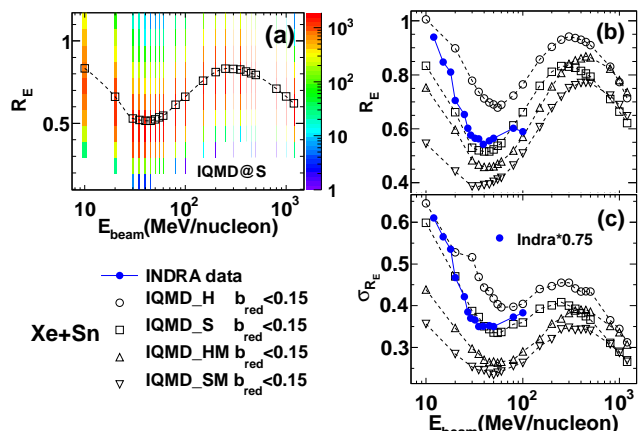 (a)
R_E
1
0.5
10^3
10^2
10
1
IQMD@S
10 10^2 10^3
E_beam(MeV/nucleon)
Xe+Sn
INDRA data
IQMD_H b_red<0.15
IQMD_S b_red<0.15
IQMD_HM b_red<0.15
IQMD_SM b_red<0.15
(b)
R_E
1
0.8
0.6
0.4
(c)
Indra*0.75
σ_R_E
0.6
0.5
0.4
0.3
10 10^2 10^3
E_beam(MeV/nucleon)